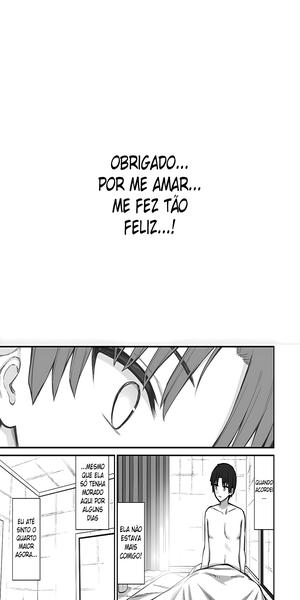 OBRIGADO...
POR ME AMAR...
ME FEZ TÃO
FELIZ...!
QUANDO
ACORDEI
...
ELA NÃO
ESTAVA
MAIS
COMIGO!
...MESMO
QUE ELA
SÓ TENHA
MORADO
AQUI POR
ALGUNS
DIAS
EU ATÉ
SINTO O
QUARTO
MAIOR
AGORA...